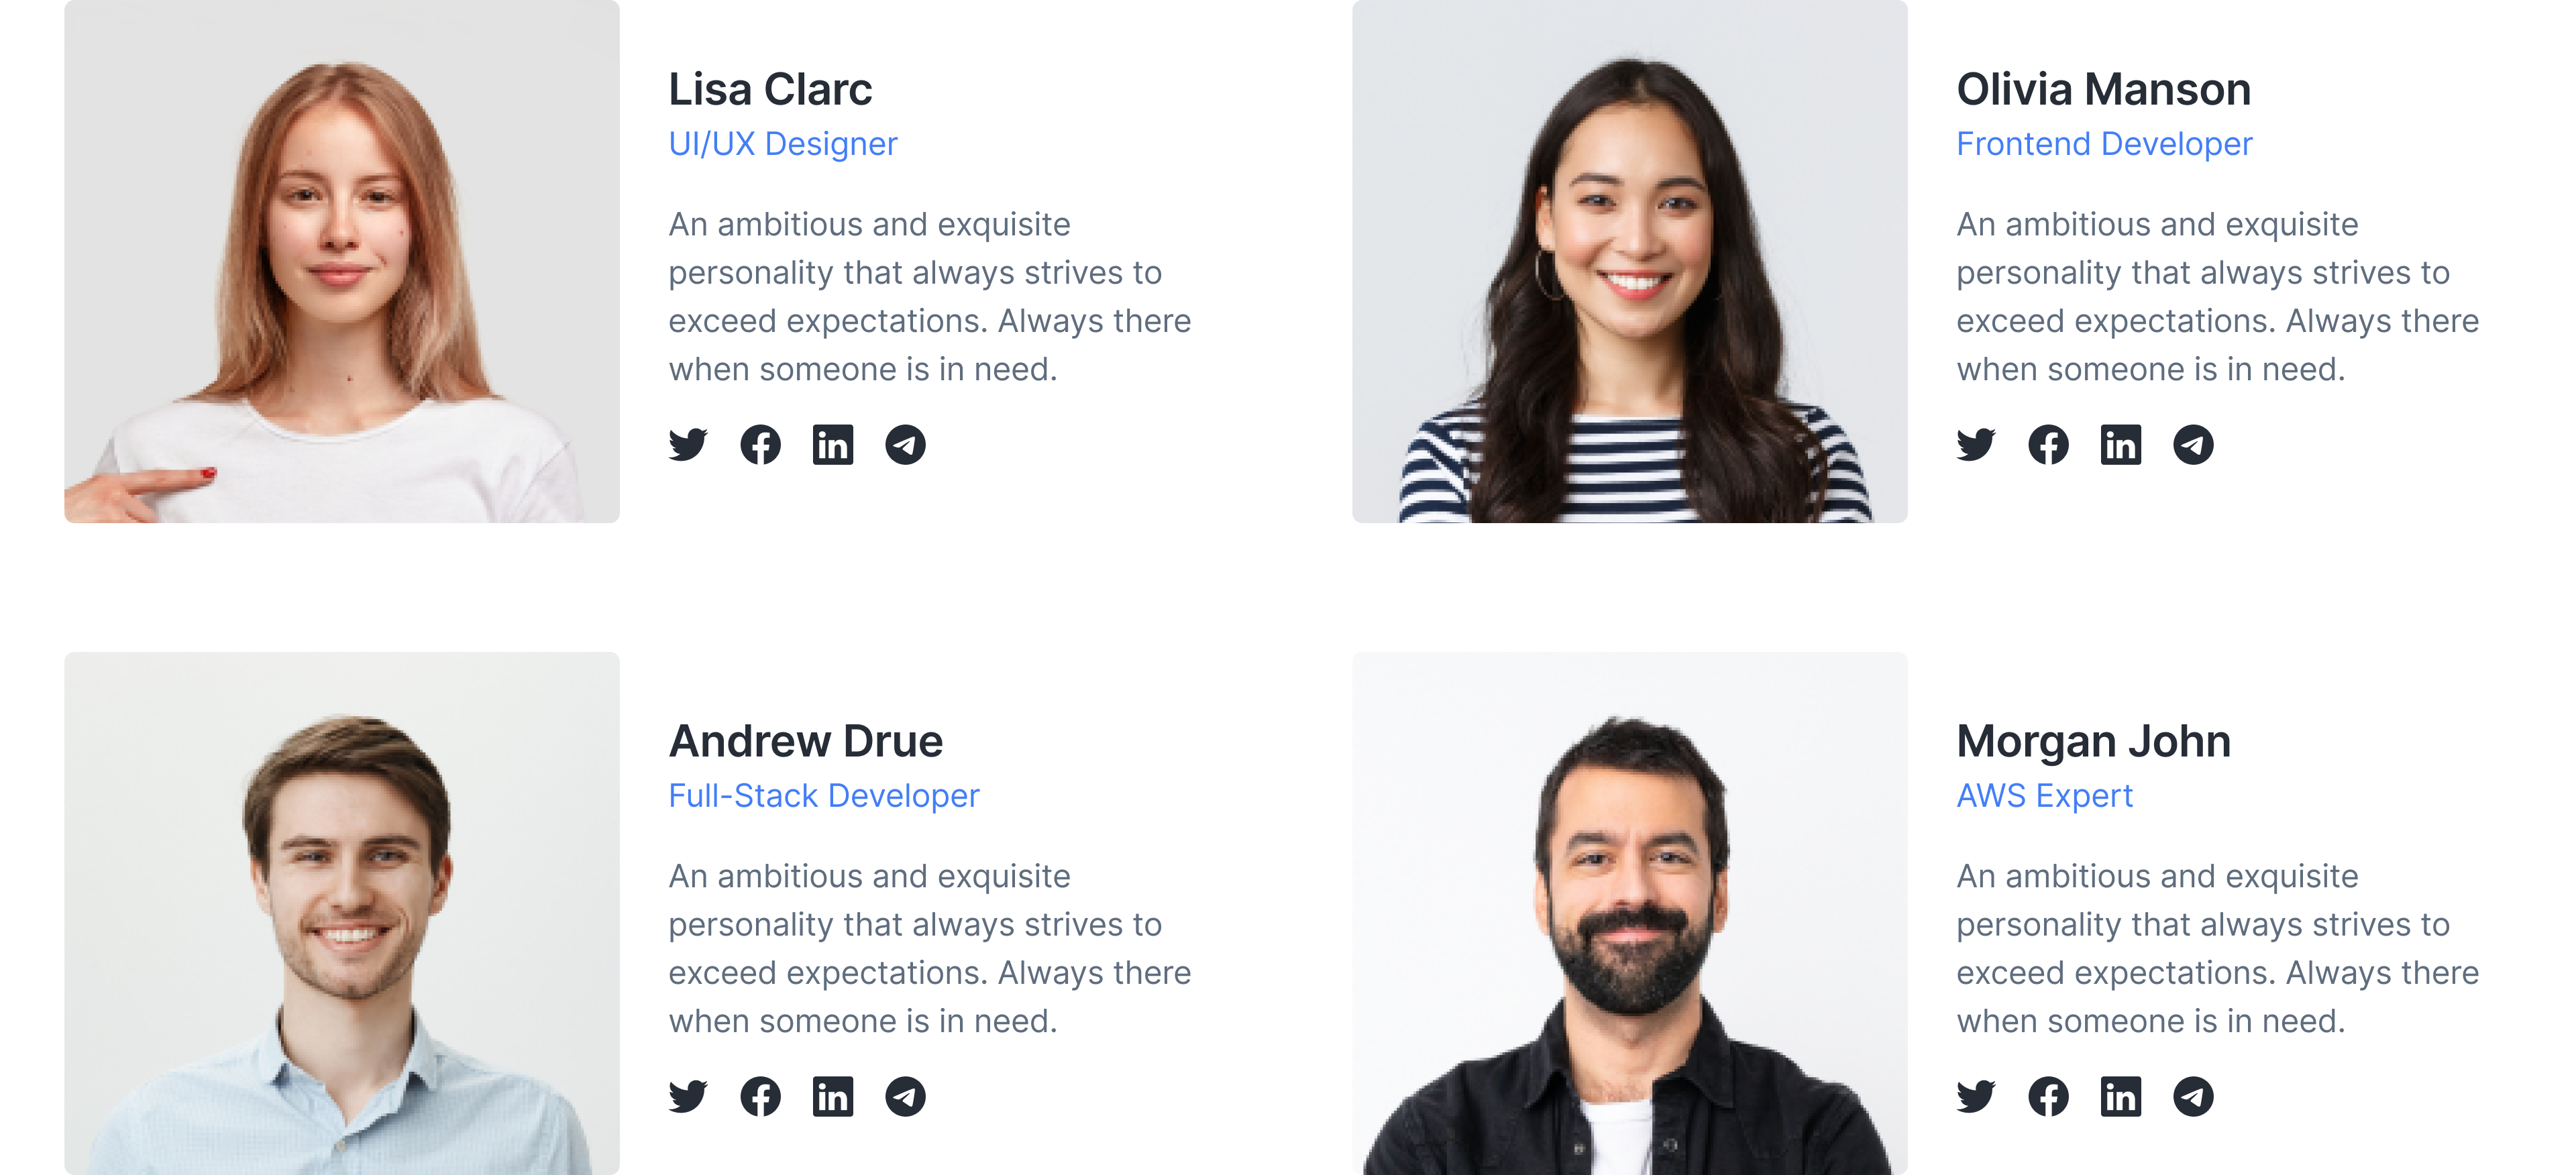 Lisa Clarc
UI/UX Designer
An ambitious and exquisite
personality that always strives to
exceed expectations. Always there
when someone is in need.
Olivia Manson
Frontend Developer
An ambitious and exquisite
personality that always strives to
exceed expectations. Always there
when someone is in need.
Andrew Drue
Full-Stack Developer
An ambitious and exquisite
personality that always strives to
exceed expectations. Always there
when someone is in need.
Morgan John
AWS Expert
An ambitious and exquisite
personality that always strives to
exceed expectations. Always there
when someone is in need.